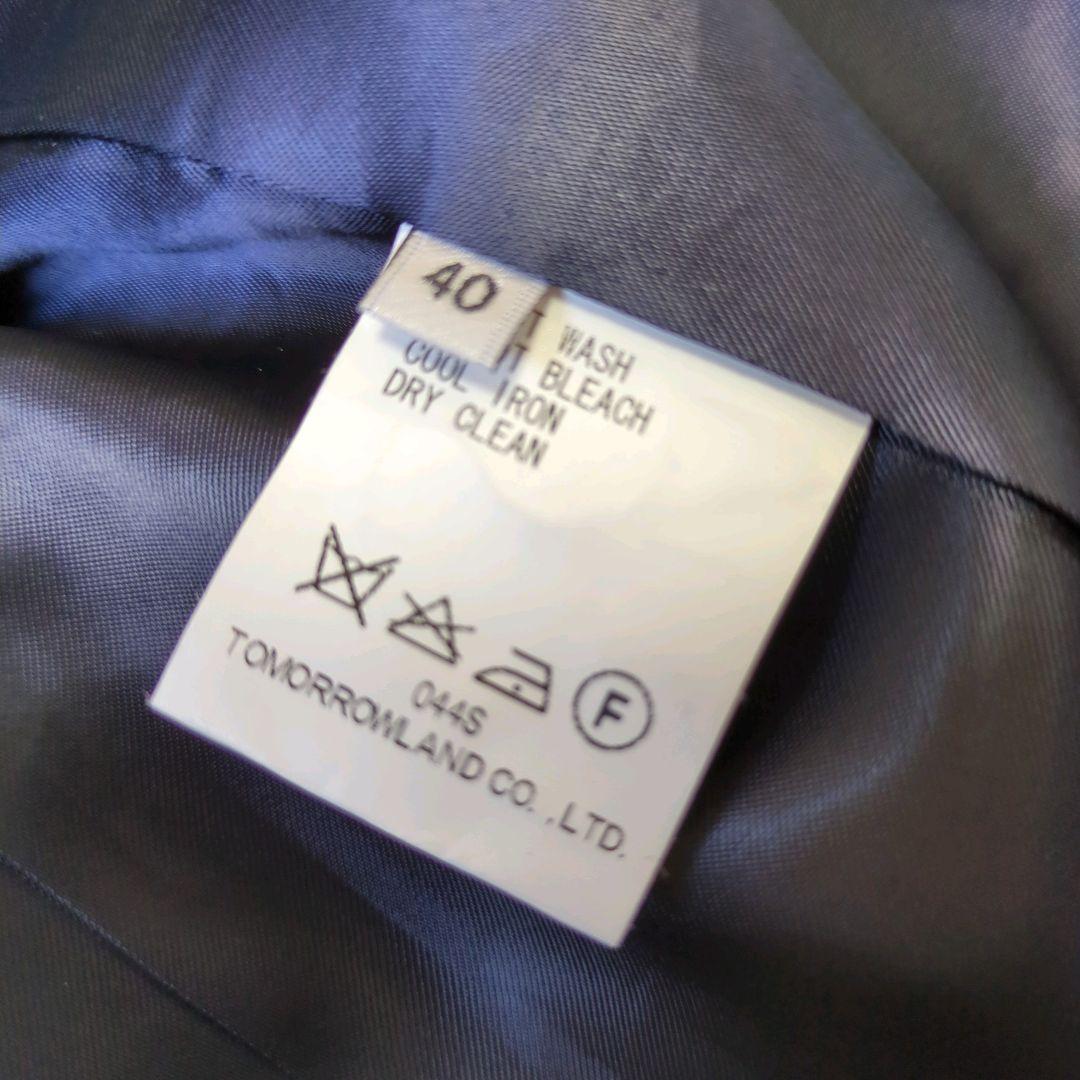 40
WASH
BLEACH
COOL IRON
DRY CLEAN
F
044S
TOMORROWLAND CO., LTD.